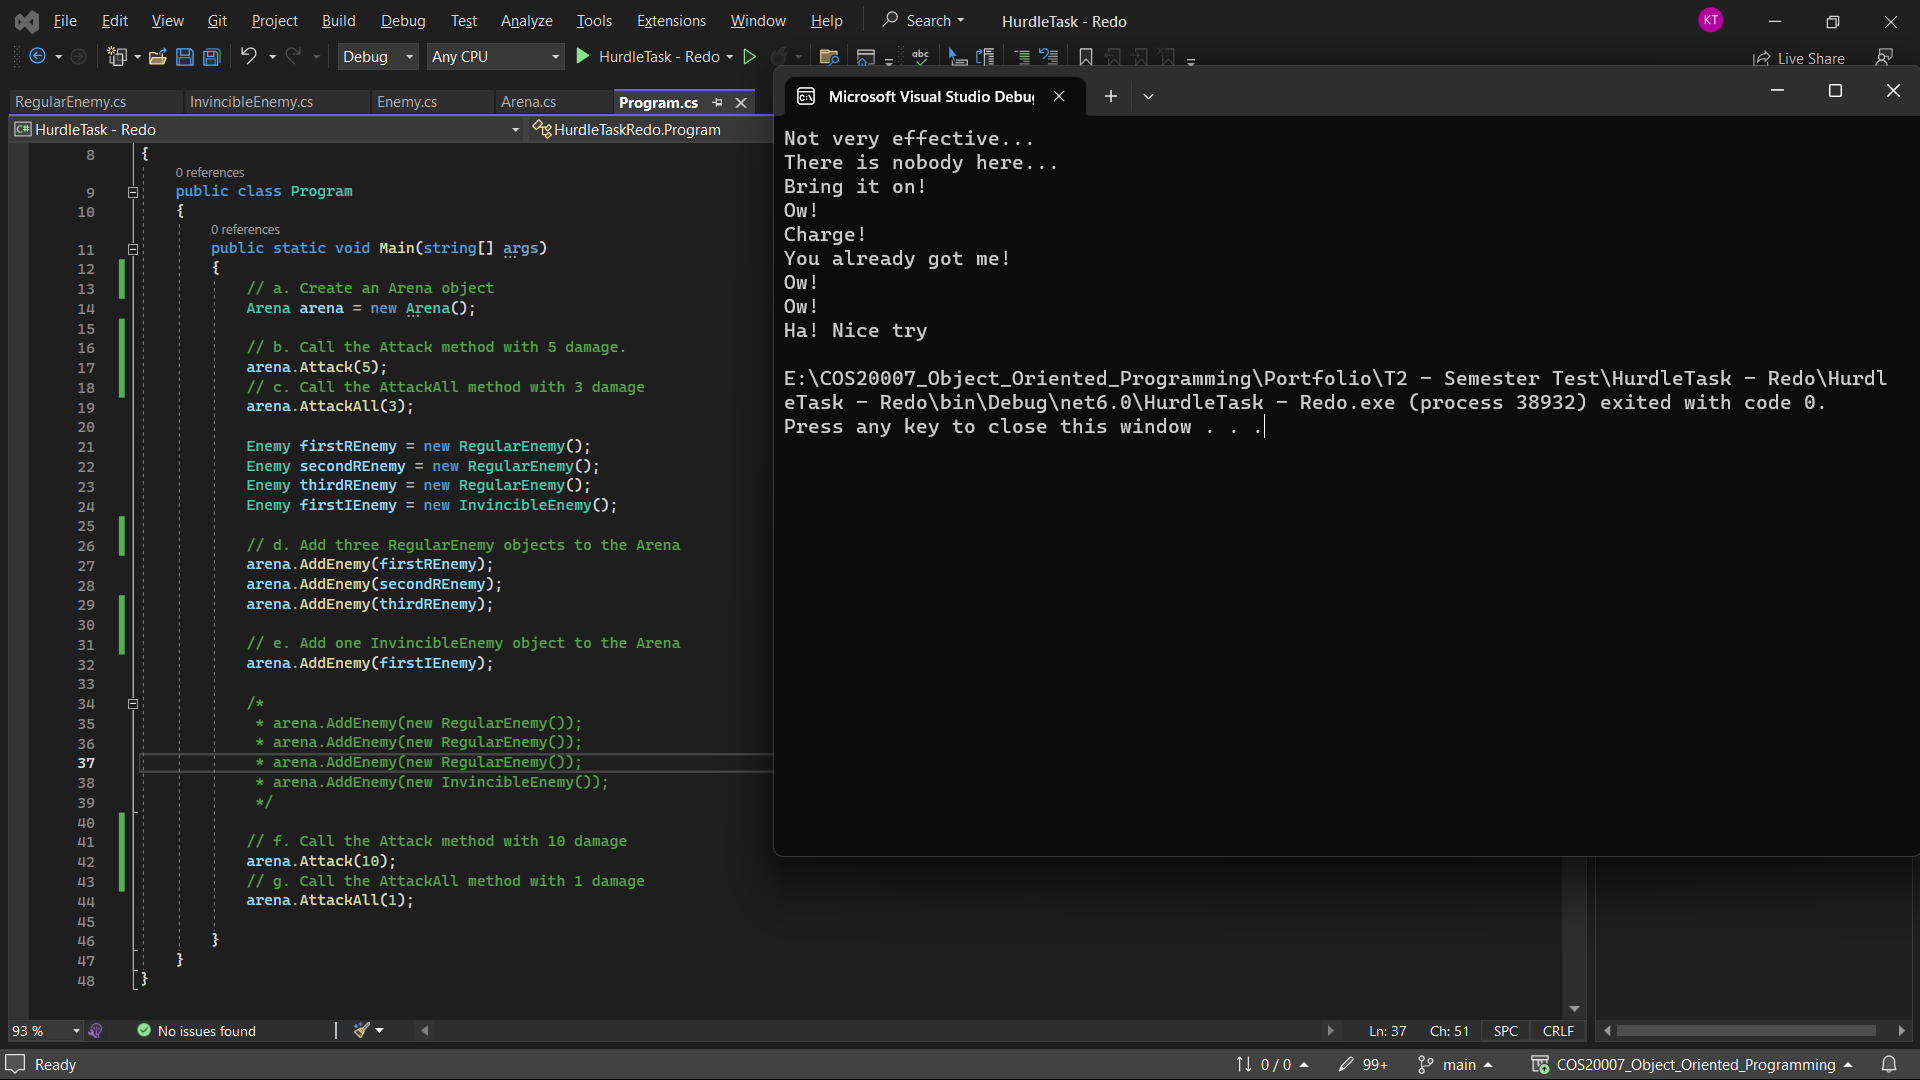 File Edit View Git Project Build Debug Test Analyze Tools Extensions Window Help Search HurdleTask - Redo KT
Debug Any CPU HurdleTask - Redo abc Live Share
RegularEnemy.cs InvincibleEnemy.cs Enemy.cs Arena.cs Program.cs
C# HurdleTask - Redo HurdleTaskRedo.Program
8 {
0 references
9 public class Program
10 {
0 references
11 public static void Main(string[] args)
12 {
13 // a. Create an Arena object
14 Arena arena = new Arena();
15
16 // b. Call the Attack method with 5 damage.
17 arena.Attack(5);
18 // c. Call the AttackAll method with 3 damage
19 arena.AttackAll(3);
20
21 Enemy firstREnemy = new RegularEnemy();
22 Enemy secondREnemy = new RegularEnemy();
23 Enemy thirdREnemy = new RegularEnemy();
24 Enemy firstIEnemy = new InvincibleEnemy();
25
26 // d. Add three RegularEnemy objects to the Arena
27 arena.AddEnemy(firstREnemy);
28 arena.AddEnemy(secondREnemy);
29 arena.AddEnemy(thirdREnemy);
30
31 // e. Add one InvincibleEnemy object to the Arena
32 arena.AddEnemy(firstIEnemy);
33
34 /*
35 * arena.AddEnemy(new RegularEnemy());
36 * arena.AddEnemy(new RegularEnemy());
37 * arena.AddEnemy(new RegularEnemy());
38 * arena.AddEnemy(new InvincibleEnemy());
39 */
40
41 // f. Call the Attack method with 10 damage
42 arena.Attack(10);
43 // g. Call the AttackAll method with 1 damage
44 arena.AttackAll(1);
45
46 }
47 }
48 }
Microsoft Visual Studio Debu
Not very effective...
There is nobody here...
Bring it on!
Ow!
Charge!
You already got me!
Ow!
Ow!
Ha! Nice try
E:\COS20007_Object_Oriented_Programming\Portfolio\T2 - Semester Test\HurdleTask - Redo\Hurdl
eTask - Redo\bin\Debug\net6.0\HurdleTask - Redo.exe (process 38932) exited with code 0.
Press any key to close this window . . .
93 % No issues found Ln: 37 Ch: 51 SPC CRLF
Ready 0 / 0 99+ main COS20007_Object_Oriented_Programming